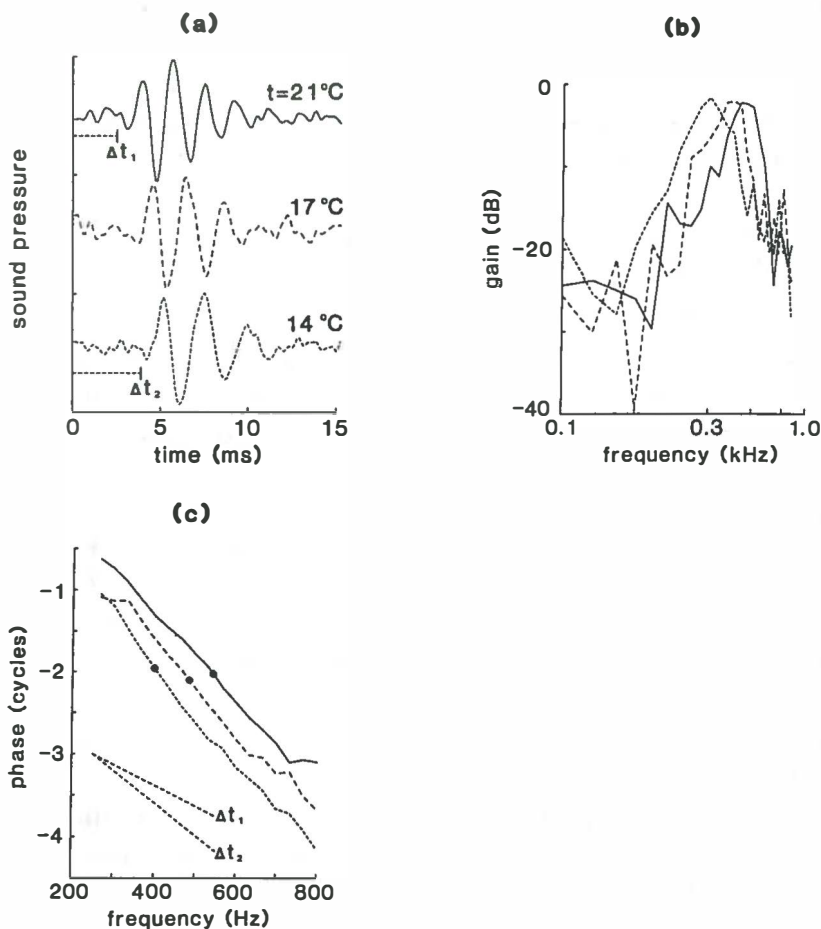 (a)
t=21°C
Δt₁
17°C
14°C
Δt₂
sound pressure
0
5
10
15
time (ms)
(b)
0
-20
-40
gain (dB)
0.1
0.3
1.0
frequency (kHz)
(c)
-1
-2
-3
-4
phase (cycles)
Δt₁
Δt₂
200
400
600
800
frequency (Hz)